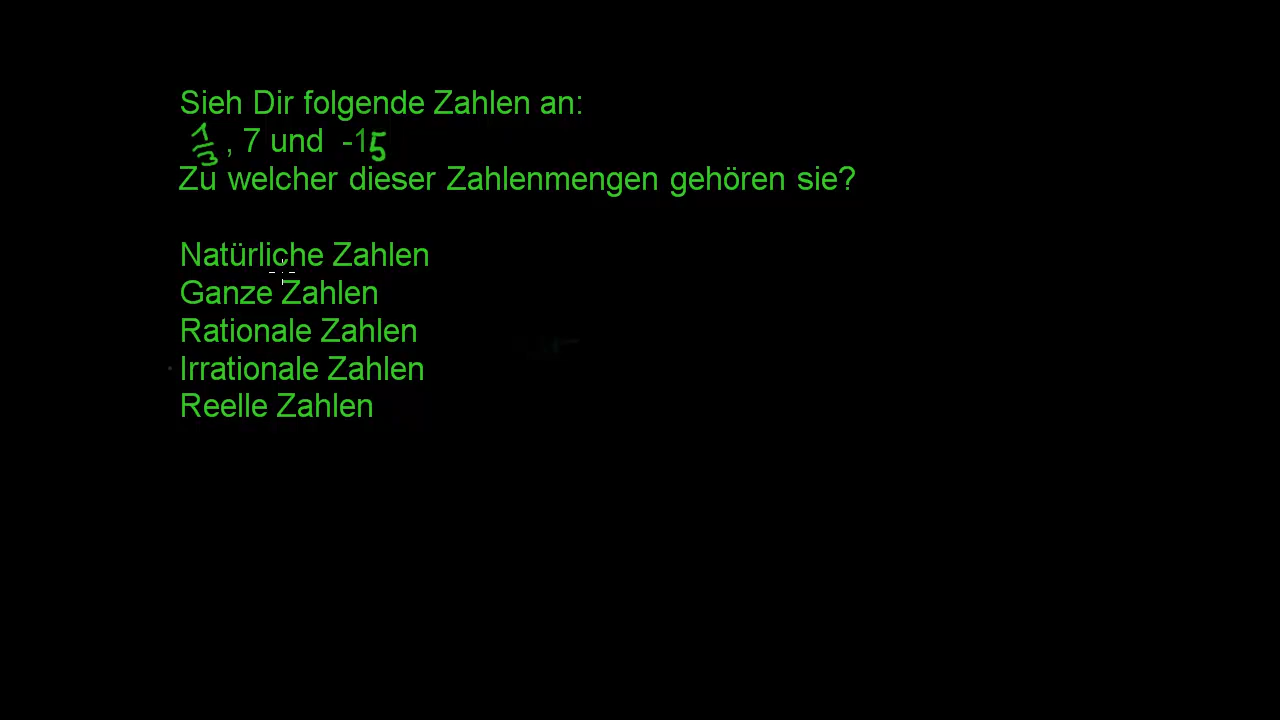 Sieh Dir folgende Zahlen an:
1/3 , 7 und -15
Zu welcher dieser Zahlenmengen gehören sie?
Natürliche Zahlen
Ganze Zahlen
Rationale Zahlen
Irrationale Zahlen
Reelle Zahlen